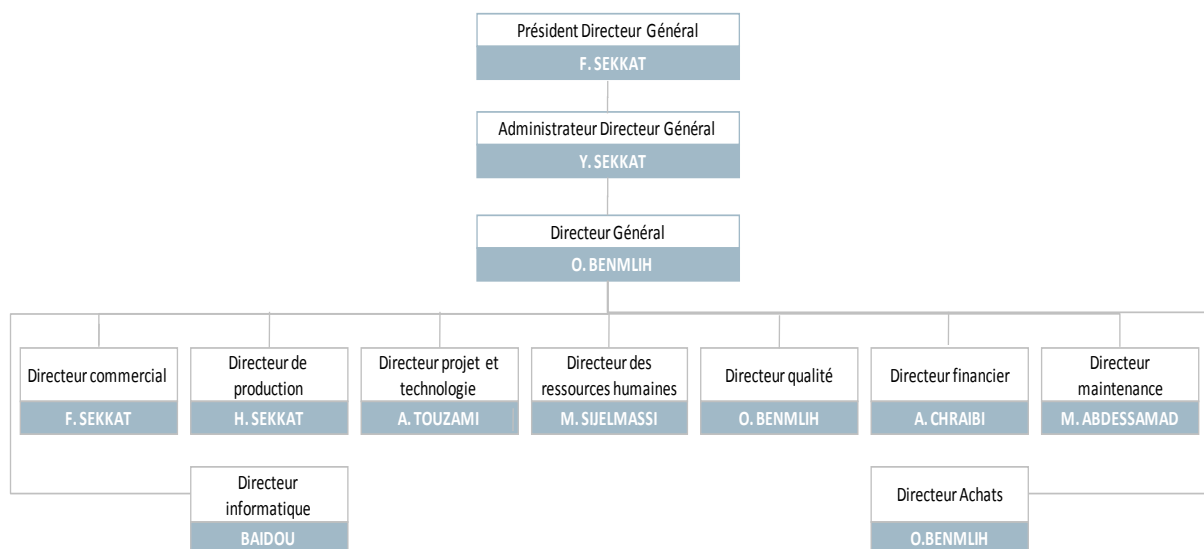 Président Directeur Général
F. SEKKAT
Administrateur Directeur Général
Y. SEKKAT
Directeur Général
O. BENMLIH
Directeur commercial
F. SEKKAT
Directeur de
production
H. SEKKAT
Directeur projet et
technologie
A. TOUZAMI
Directeur des
ressources humaines
M. SIJELMASSI
Directeur qualité
O. BENMLIH
Directeur financier
A. CHRAIBI
Directeur
maintenance
M. ABDESSAMAD
Directeur
informatique
BAIDOU
Directeur Achats
O.BENMLIH